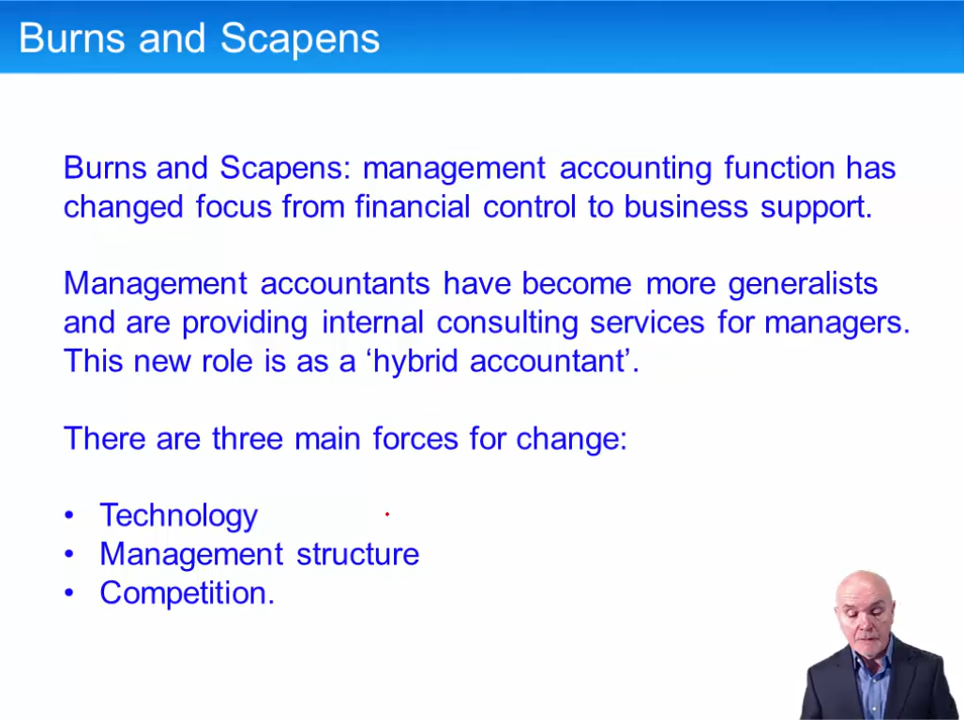 Burns and Scapens
Burns and Scapens: management accounting function has
changed focus from financial control to business support.
Management accountants have become more generalists
and are providing internal consulting services for managers.
This new role is as a ‘hybrid accountant’.
There are three main forces for change:
• Technology
• Management structure
• Competition.